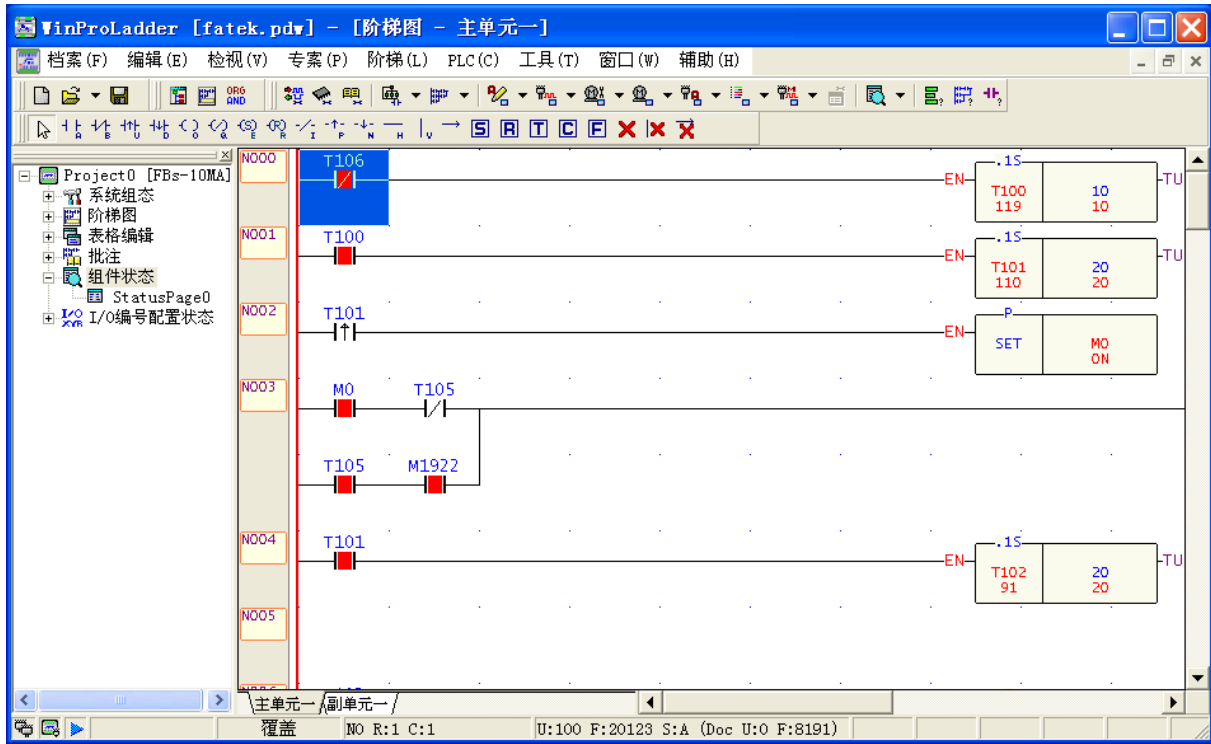 WinProLadder [fatek.pdw] - [阶梯图 - 主单元一]
档案(F) 编辑(E) 检视(V) 专案(P) 阶梯(L) PLC(C) 工具(T) 窗口(W) 辅助(H)
ORG AND
A B U D O Q E R I P N H V S R T C F
Project0 [FBs-10MA]
系统组态
阶梯图
表格编辑
批注
组件状态
StatusPage0
I/O编号配置状态
N000 T106 .1S
EN T100 10 TU
119 10
N001 T100 .1S
EN T101 20 TU
110 20
N002 T101 P
EN SET M0
ON
N003 M0 T105
T105 M1922
N004 T101 .1S
EN T102 20 TU
91 20
N005
主单元一 副单元一
覆盖 N0 R:1 C:1 U:100 F:20123 S:A (Doc U:0 F:8191)